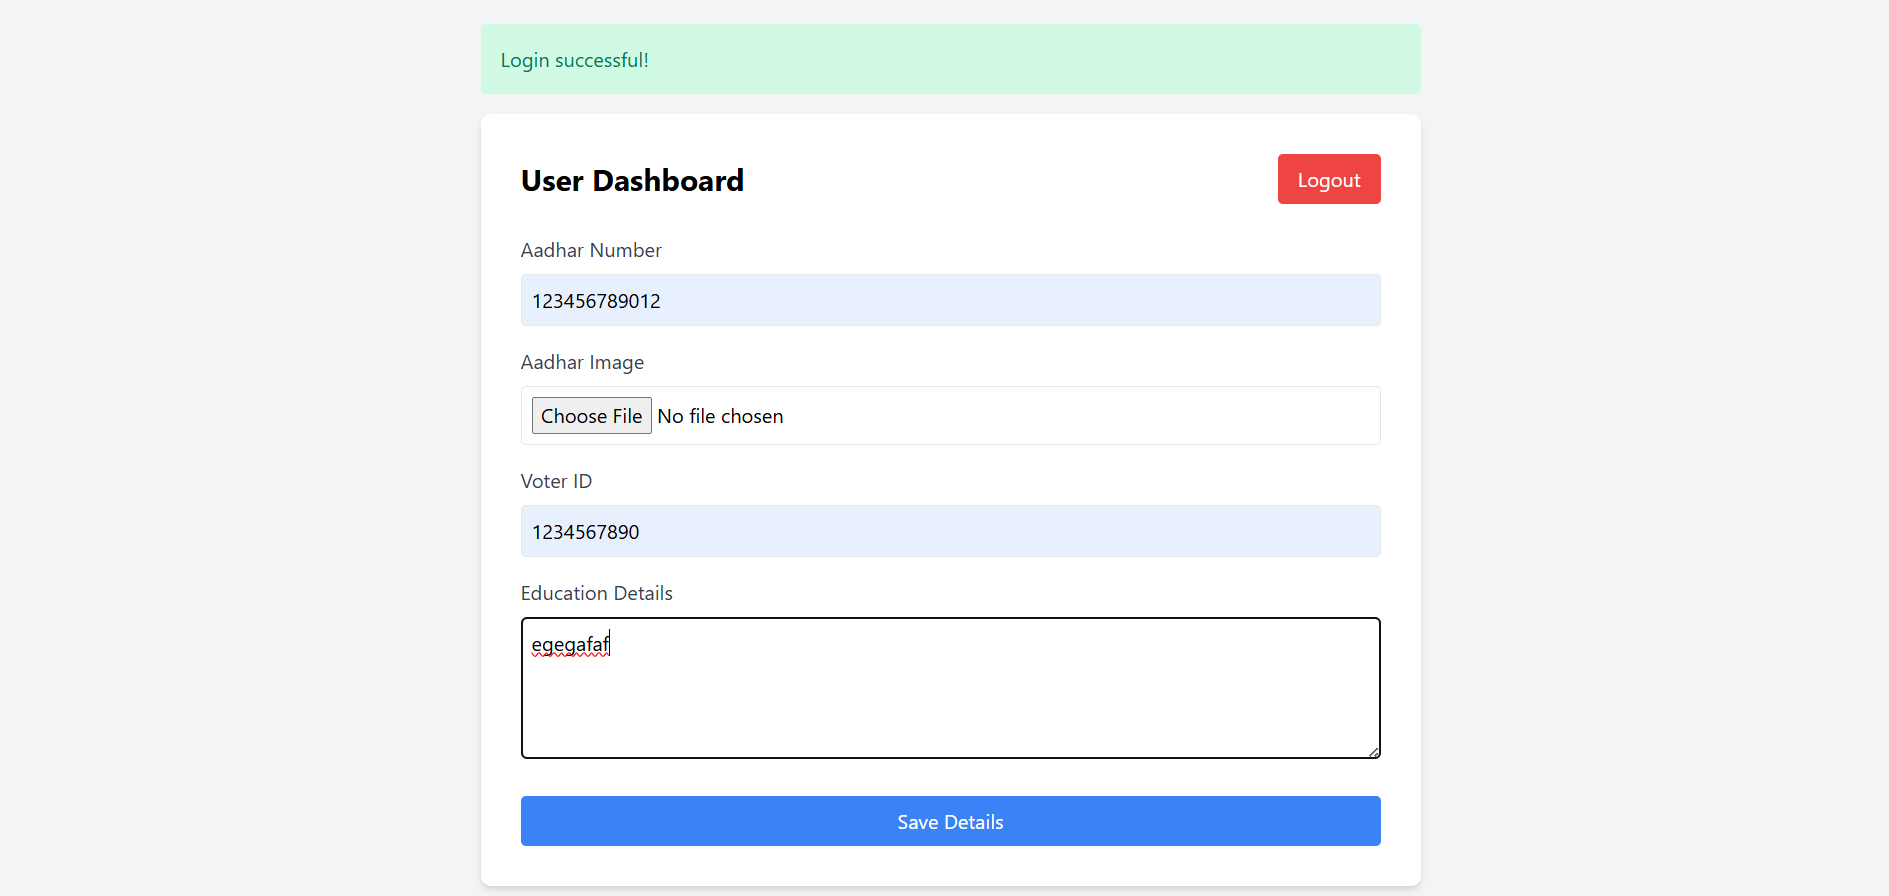 Login successful!
User Dashboard
Logout
Aadhar Number
123456789012
Aadhar Image
Choose File No file chosen
Voter ID
1234567890
Education Details
egegafaf
Save Details